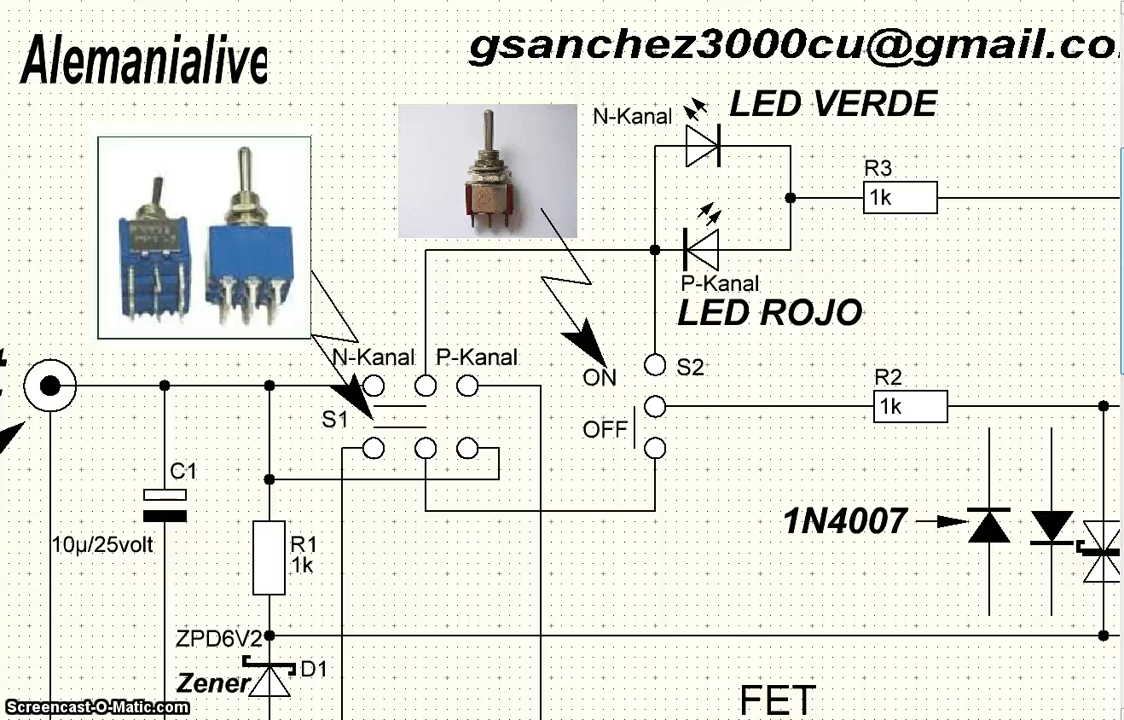 Alemanialive
gsanchez3000cu@gmail.co
N-Kanal
LED VERDE
R3
1k
P-Kanal
LED ROJO
N-Kanal P-Kanal
ON
S2
S1
OFF
R2
1k
C1
10µ/25volt
R1
1k
1N4007
ZPD6V2
D1
Zener
FET
Screencast-O-Matic.com